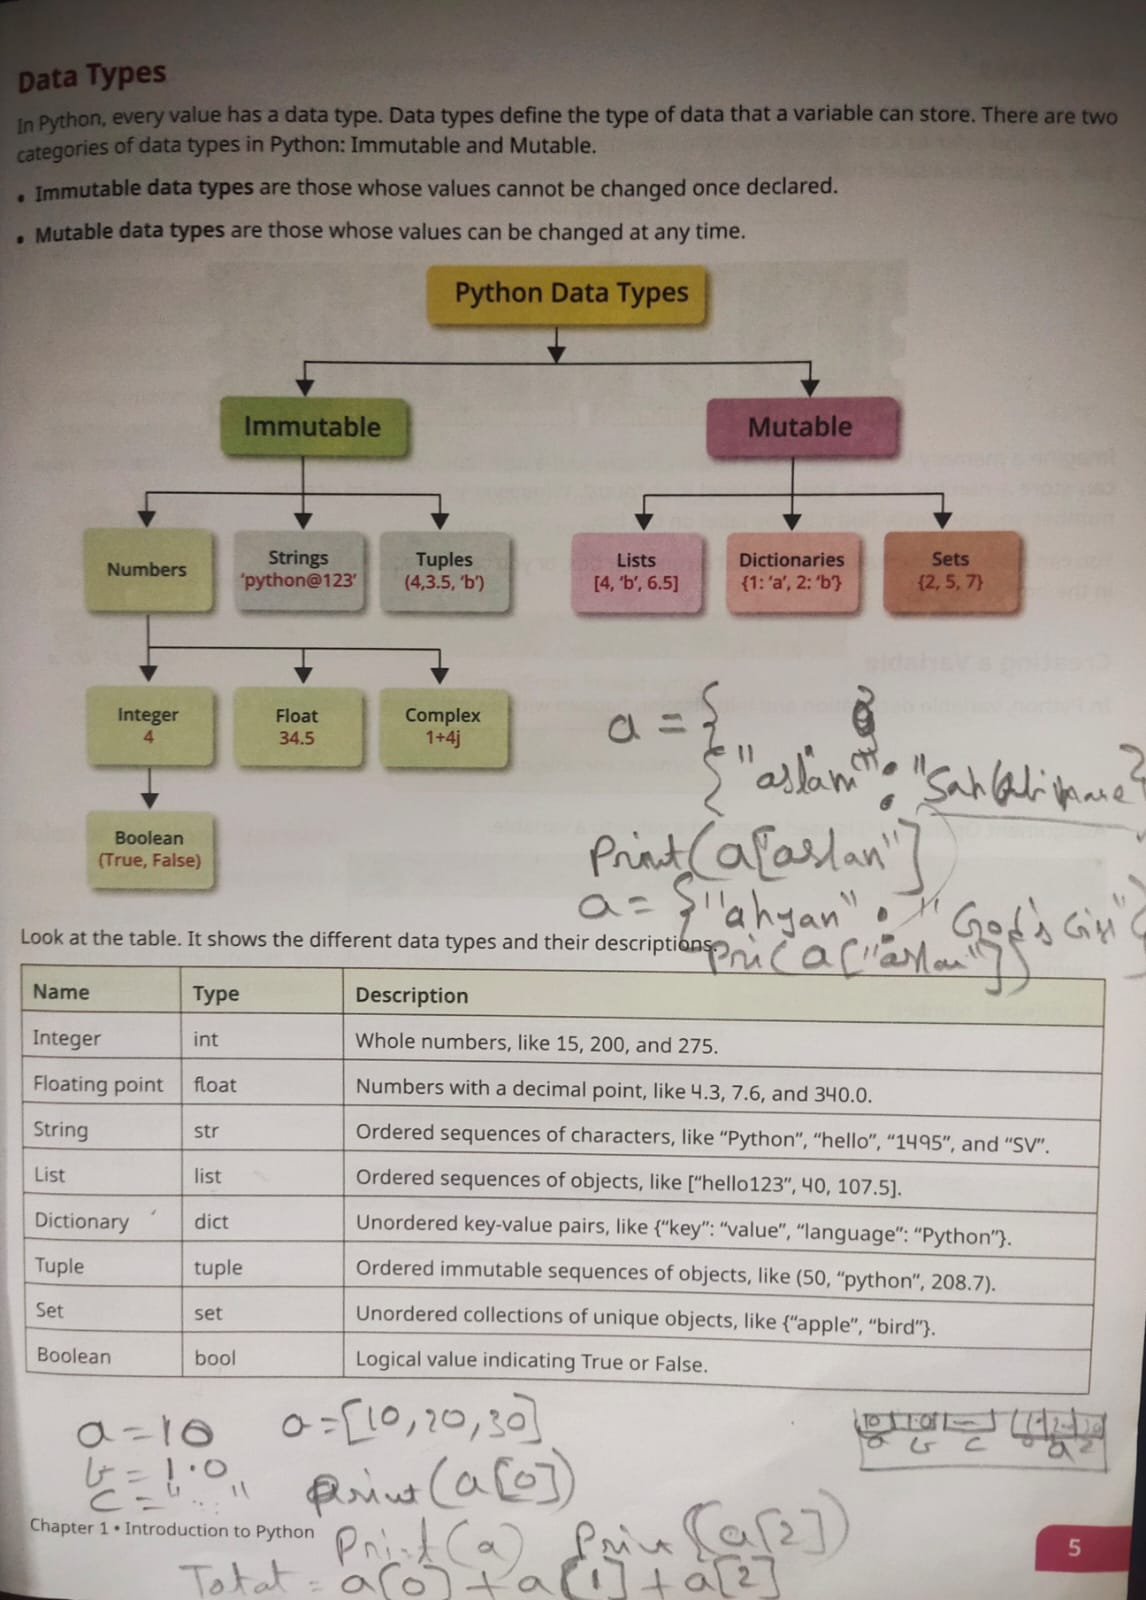 Data Types
In Python, every value has a data type. Data types define the type of data that a variable can store. There are two
categories of data types in Python: Immutable and Mutable.
• Immutable data types are those whose values cannot be changed once declared.
• Mutable data types are those whose values can be changed at any time.
Python Data Types
Immutable
Mutable
Numbers
Strings
‘python@123’
Tuples
(4,3.5, ‘b’)
Lists
[4, ‘b’, 6.5]
Dictionaries
{1: ‘a’, 2: ‘b’}
Sets
{2, 5, 7}
Integer
4
Float
34.5
Complex
1+4j
Boolean
(True, False)
a = {
{"aslam" :
Print(a["aslan"]
a = {"ahyan" : "God's
a["aslan"])
Look at the table. It shows the different data types and their descriptions.
Name Type Description
Integer int Whole numbers, like 15, 200, and 275.
Floating point float Numbers with a decimal point, like 4.3, 7.6, and 340.0.
String str Ordered sequences of characters, like “Python”, “hello”, “1495”, and “SV”.
List list Ordered sequences of objects, like [“hello123”, 40, 107.5].
Dictionary dict Unordered key-value pairs, like {“key”: “value”, “language”: “Python”}.
Tuple tuple Ordered immutable sequences of objects, like (50, “python”, 208.7).
Set set Unordered collections of unique objects, like {“apple”, “bird”}.
Boolean bool Logical value indicating True or False.
a=10 a=[10,20,30]
b = 1.0
c = "..." print(a[0])
Print(a) Print(a[2])
Total = a[0] + a[1] + a[2]
10 1.0
a b c a 2
Chapter 1 • Introduction to Python
5